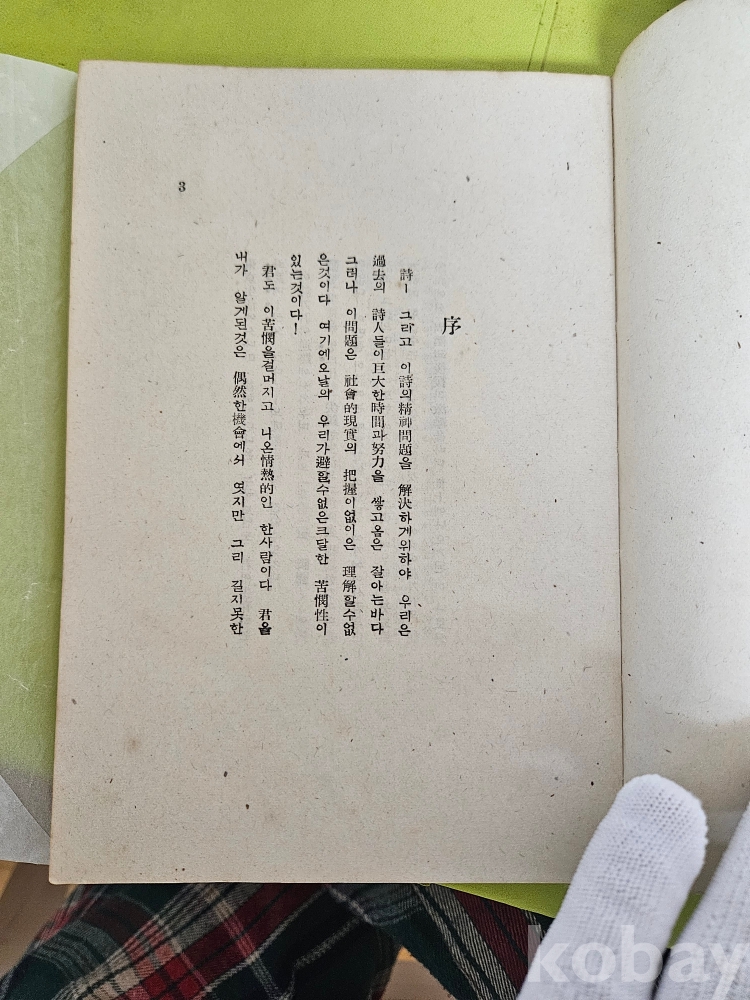 序
詩ー 그라고 이詩의精神問題을 解決하게위하야 우리은
過去의 詩人들이巨大한時間과努力을 쌓고옴은 잘아는바다
그러나 이問題은 社會的現實의 把握이없이은 理解할수없
은것이다 여기에오날의 우리가避할수없은크달한 苦憫性이
있는것이다!
君도 이苦憫을걸머지고 나온情熱的인 한사람이다 君을
내가 알게된것은 偶然한機會에서 엿지만 그리 길지못한
3
kobay